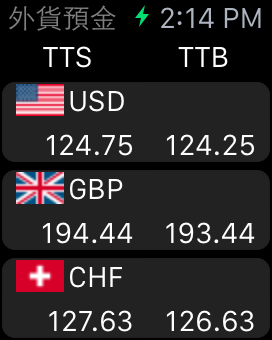 外貨預金 2:14 PM
TTS TTB
USD
124.75 124.25
GBP
194.44 193.44
CHF
127.63 126.63